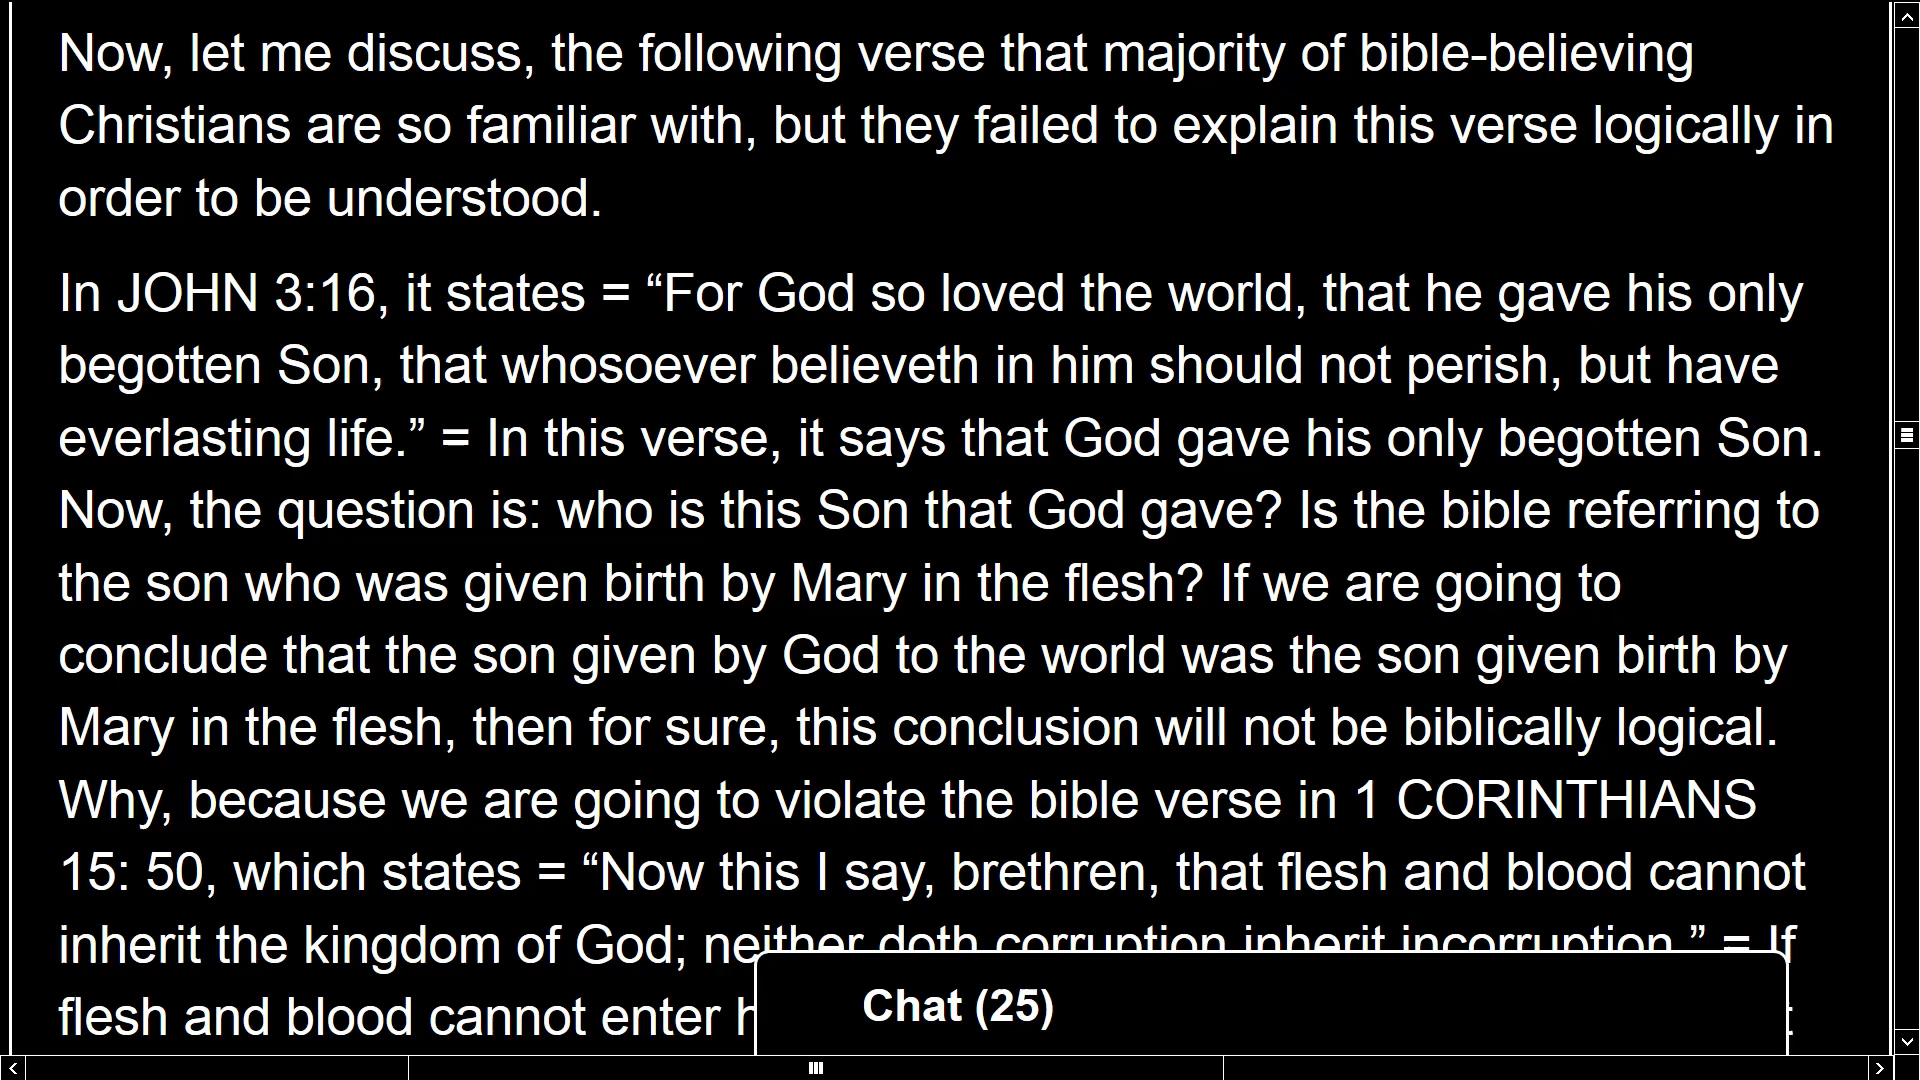 Now, let me discuss, the following verse that majority of bible-believing
Christians are so familiar with, but they failed to explain this verse logically in
order to be understood.
In JOHN 3:16, it states = “For God so loved the world, that he gave his only
begotten Son, that whosoever believeth in him should not perish, but have
everlasting life.” = In this verse, it says that God gave his only begotten Son.
Now, the question is: who is this Son that God gave? Is the bible referring to
the son who was given birth by Mary in the flesh? If we are going to
conclude that the son given by God to the world was the son given birth by
Mary in the flesh, then for sure, this conclusion will not be biblically logical.
Why, because we are going to violate the bible verse in 1 CORINTHIANS
15: 50, which states = “Now this I say, brethren, that flesh and blood cannot
inherit the kingdom of God; neither doth corruption inherit incorruption.” = If
flesh and blood cannot enter
Chat (25)